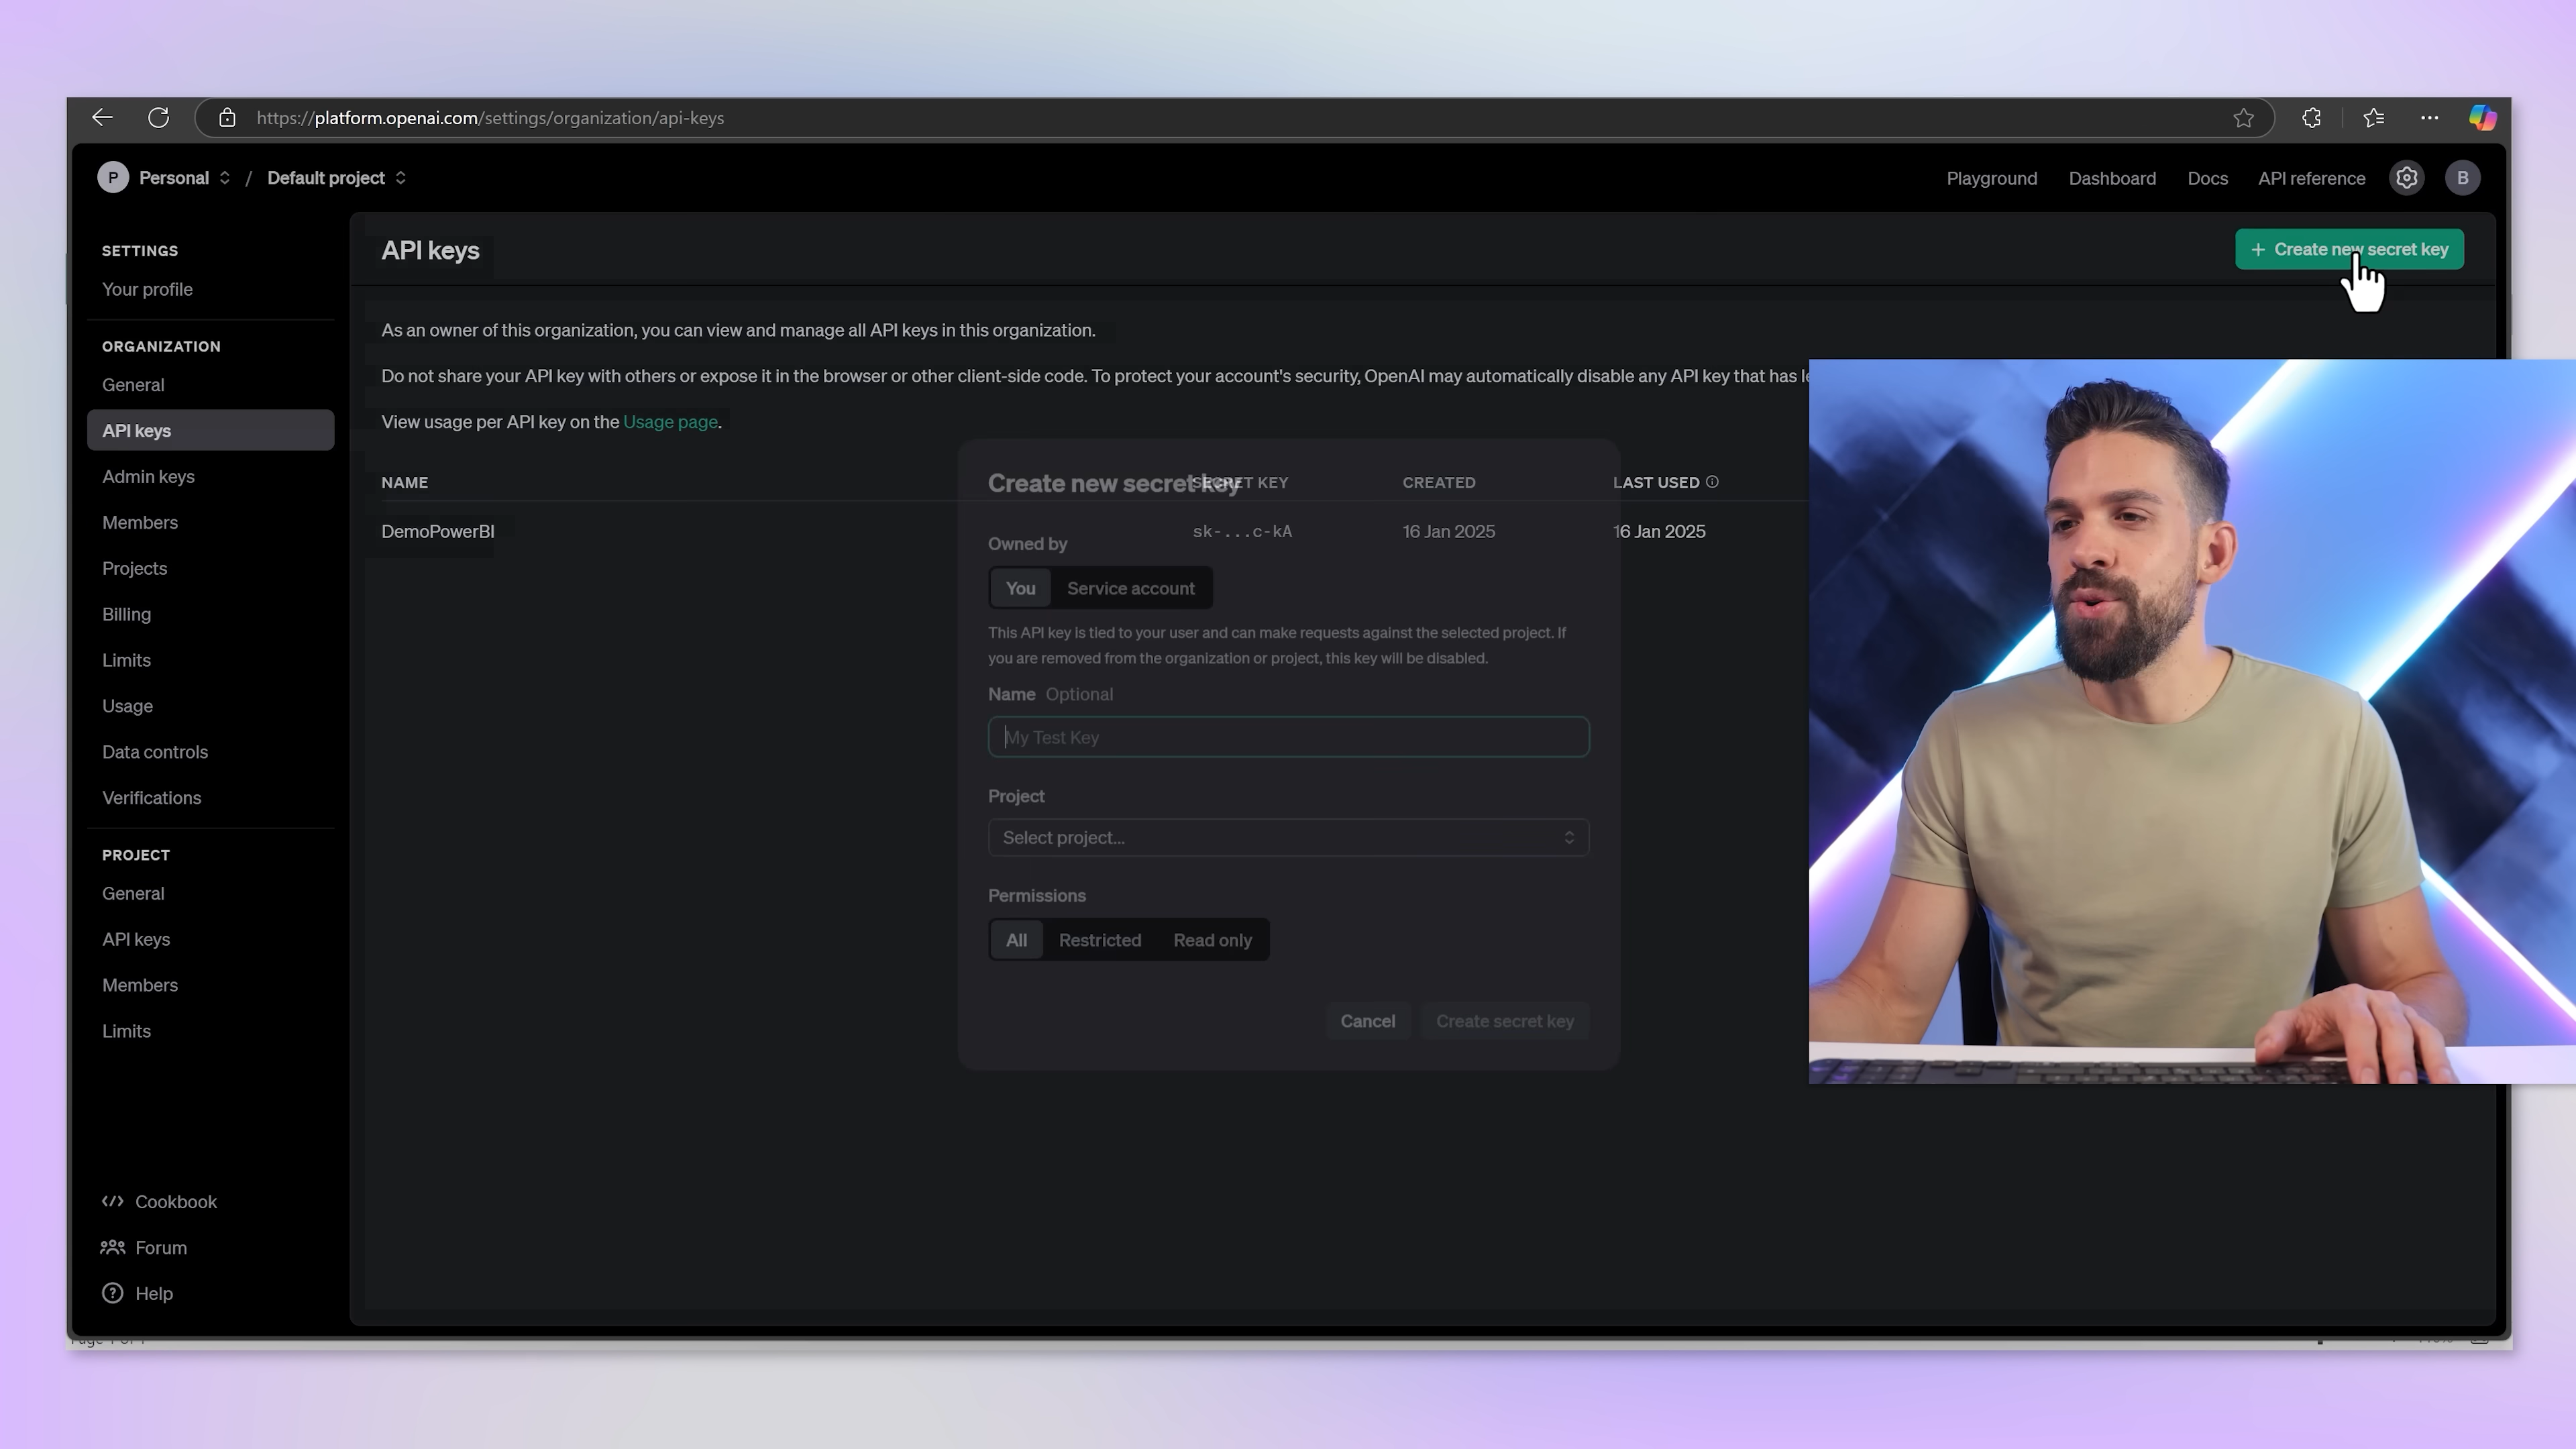 https://platform.openai.com/settings/organization/api-keys
P Personal / Default project
Playground Dashboard Docs API reference B
SETTINGS
Your profile
ORGANIZATION
General
API keys
Admin keys
Members
Projects
Billing
Limits
Usage
Data controls
Verifications
PROJECT
General
API keys
Members
Limits
Cookbook
Forum
Help
API keys
+ Create new secret key
As an owner of this organization, you can view and manage all API keys in this organization.
Do not share your API key with others or expose it in the browser or other client-side code. To protect your account's security, OpenAI may automatically disable any API key that has
View usage per API key on the Usage page.
NAME SECRET KEY CREATED LAST USED
DemoPowerBI sk-...c-kA 16 Jan 2025 16 Jan 2025
Create new secret key
Owned by
You Service account
This API key is tied to your user and can make requests against the selected project. If
you are removed from the organization or project, this key will be disabled.
Name Optional
My Test Key
Project
Select project...
Permissions
All Restricted Read only
Cancel Create secret key